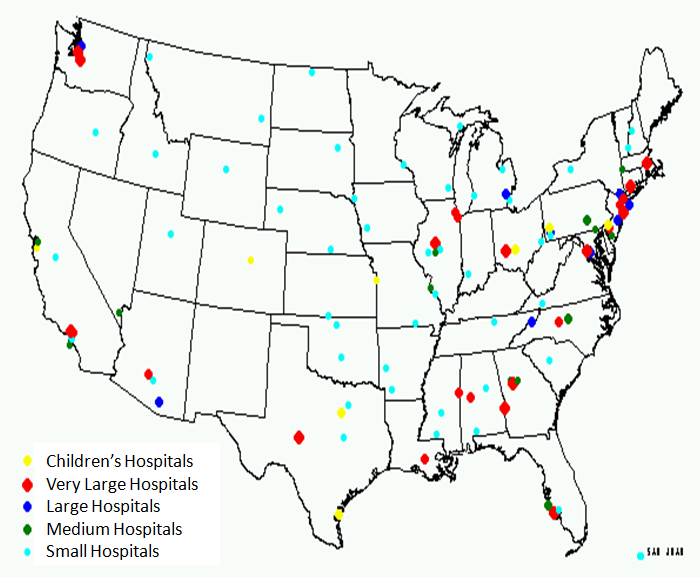 Children's Hospitals
Very Large Hospitals
Large Hospitals
Medium Hospitals
Small Hospitals
SAN JUAN